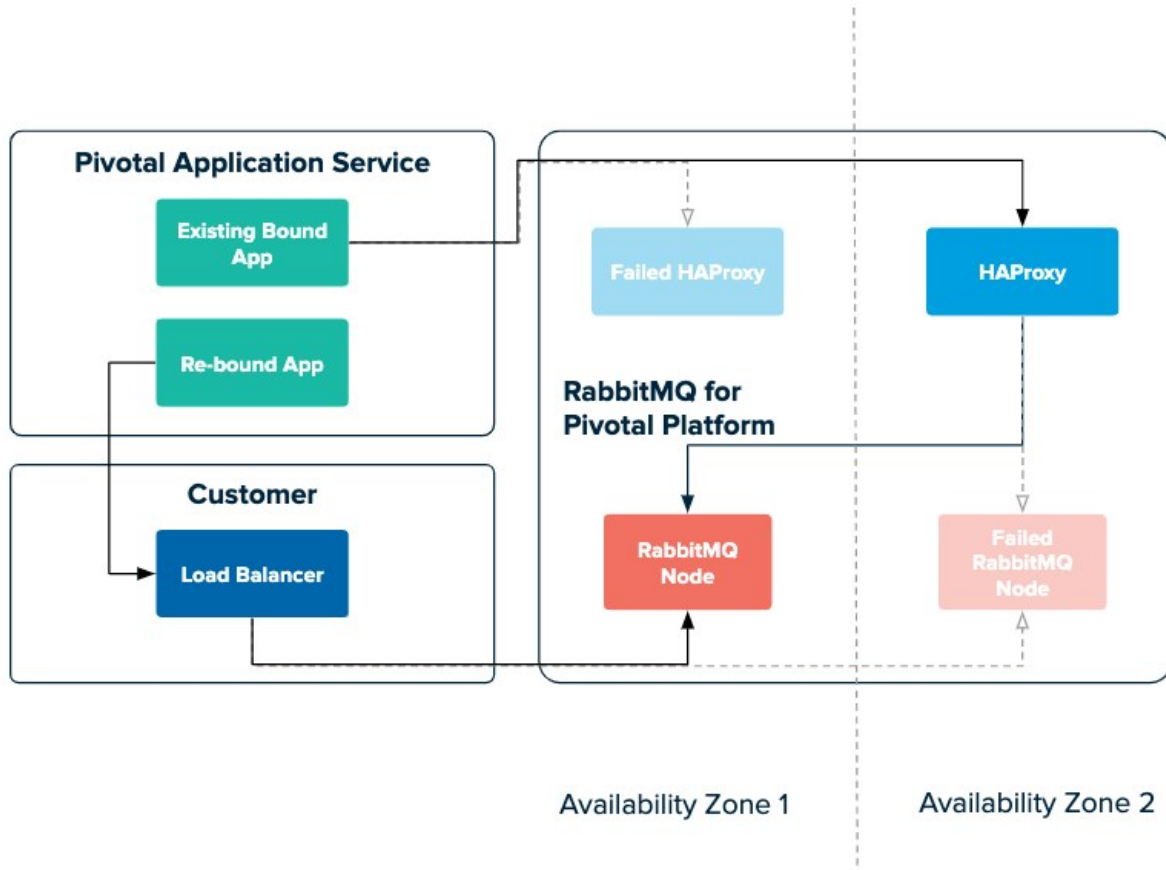 Pivotal Application Service
Existing Bound
App
Re-bound App
Customer
Load Balancer
Failed HAProxy
HAProxy
RabbitMQ for
Pivotal Platform
RabbitMQ
Node
Failed
RabbitMQ
Node
Availability Zone 1
Availability Zone 2